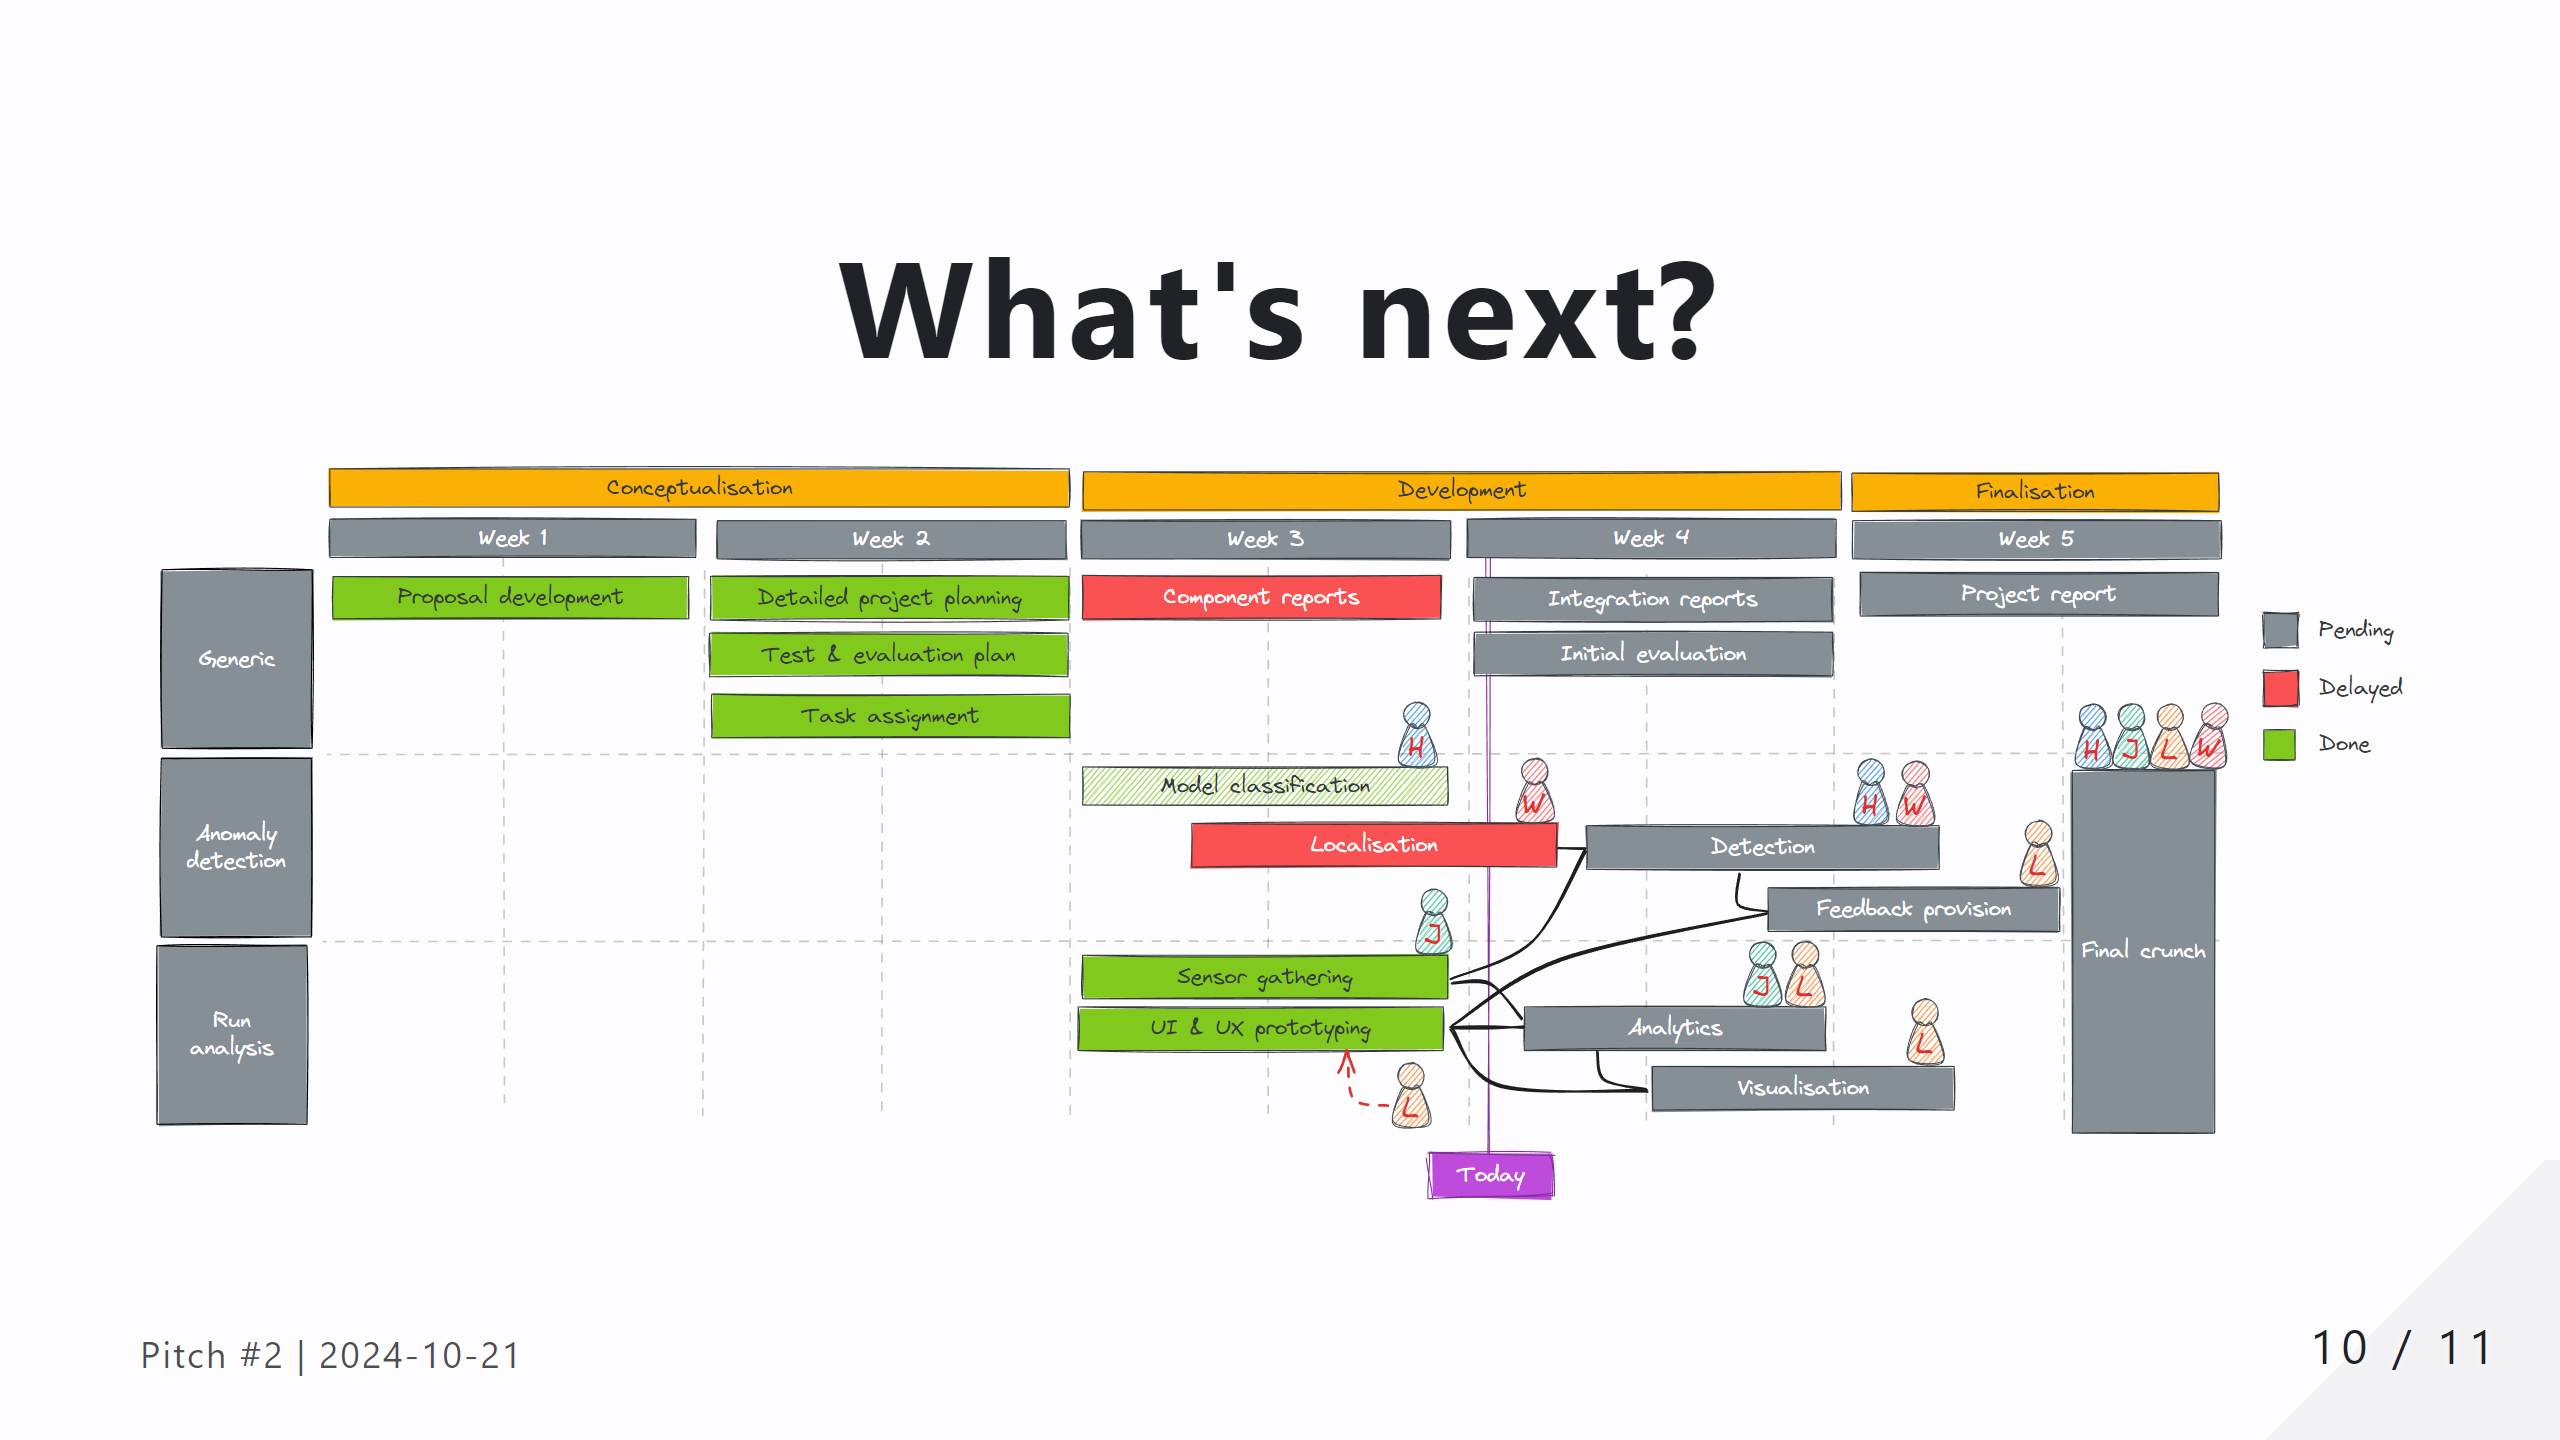 What's next?
Conceptualisation
Development
Finalisation
Week 1
Week 2
Week 3
Week 4
Week 5
Generic
Proposal development
Detailed project planning
Component reports
Integration reports
Project report
Test & evaluation plan
Initial evaluation
Task assignment
Pending
Delayed
Done
H
H
J
L
W
Anomaly
detection
Model classification
W
H
W
Localisation
Detection
L
Feedback provision
J
Final crunch
Run
analysis
Sensor gathering
J
L
UI & UX prototyping
Analytics
L
L
Visualisation
Today
Pitch #2 | 2024-10-21
10 / 11